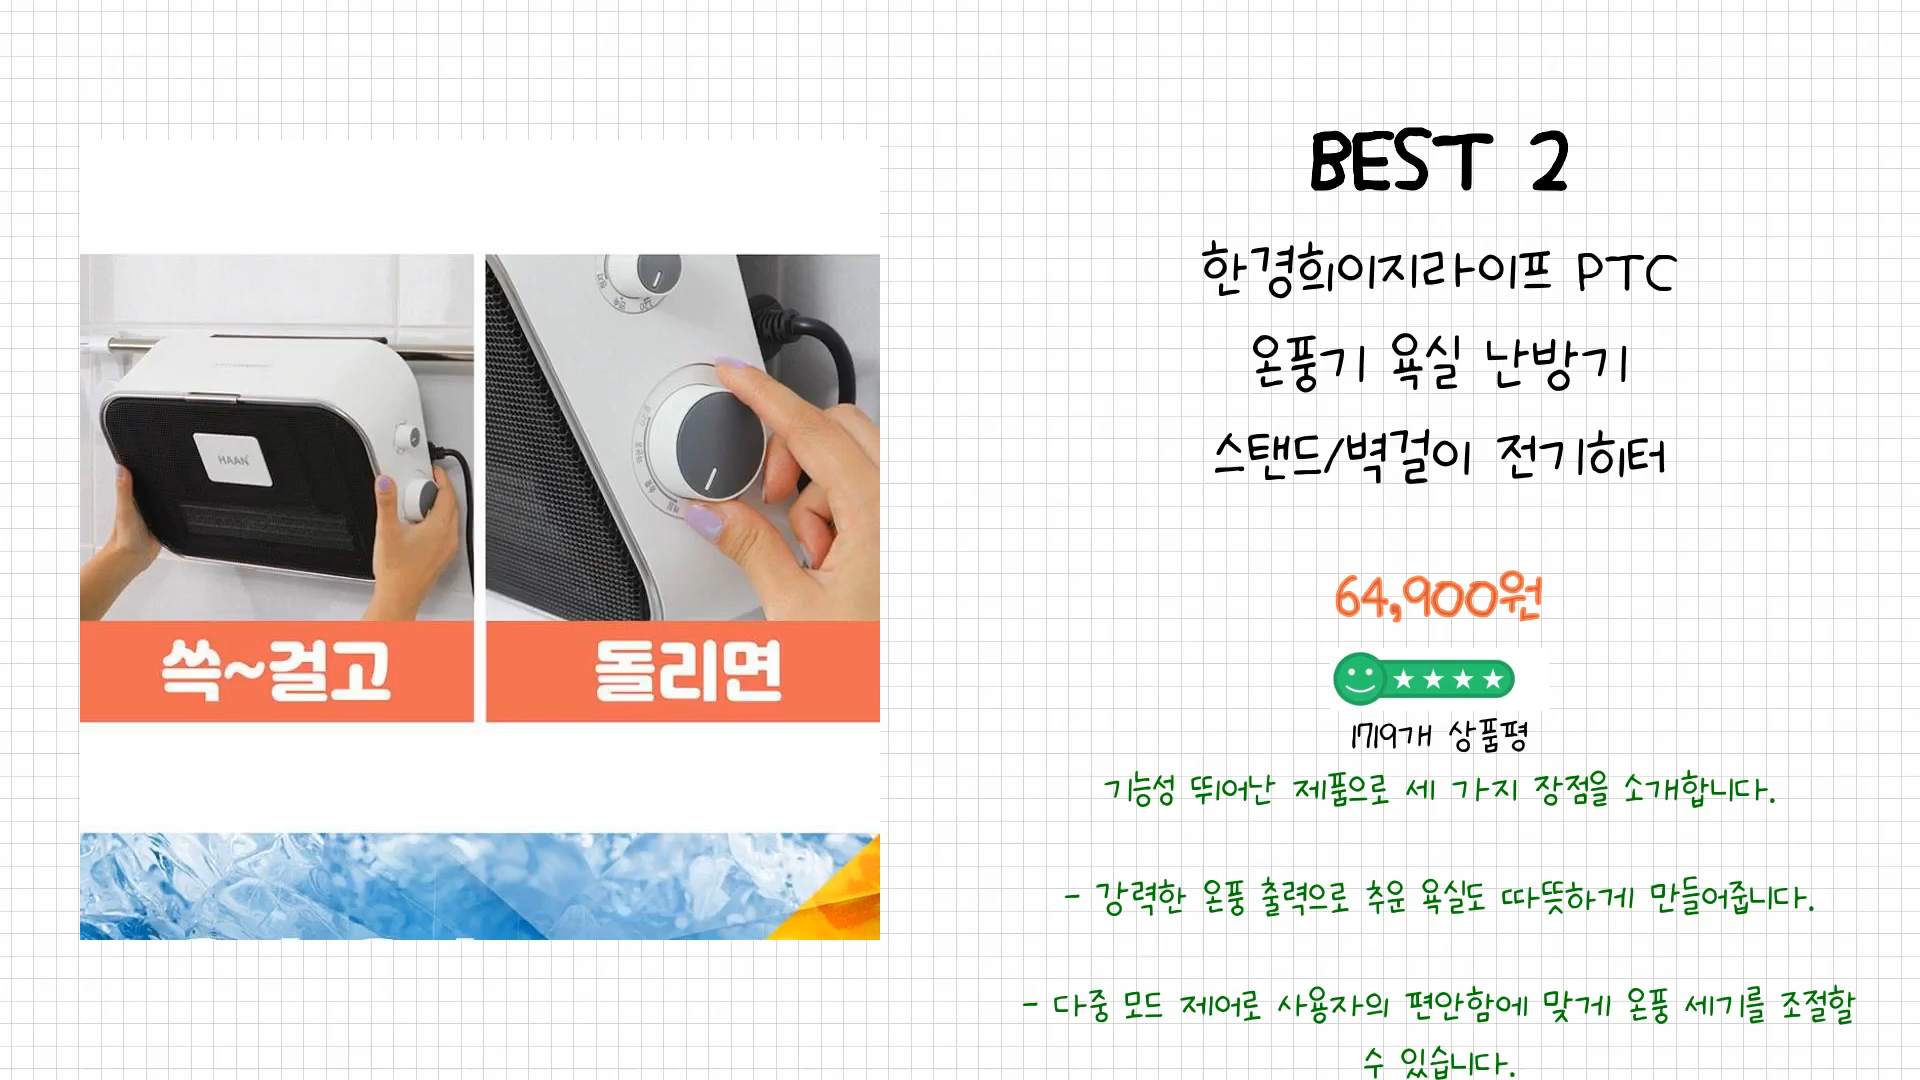 HAAN
쓱~걸고
돌리면
BEST 2
한경희이지라이프 PTC
온풍기 욕실 난방기
스탠드/벽걸이 전기히터
64,900원
1719개 상품평
기능성 뛰어난 제품으로 세 가지 장점을 소개합니다.
- 강력한 온풍 출력으로 추운 욕실도 따뜻하게 만들어줍니다.
- 다중 모드 제어로 사용자의 편안함에 맞게 온풍 세기를 조절할
수 있습니다.